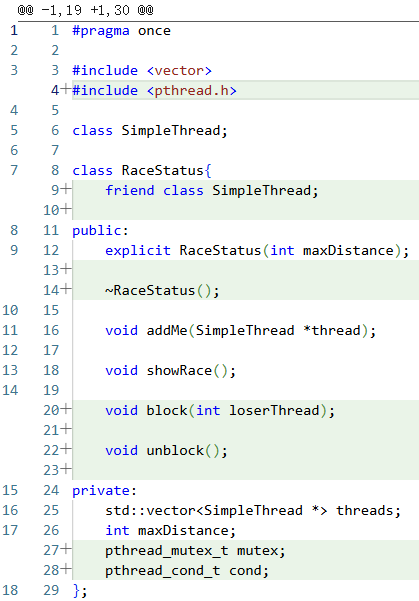 @@ -1,19 +1,30 @@
1 1 #pragma once
2 2
3 3 #include <vector>
4+ #include <pthread.h>
4 5
5 6 class SimpleThread;
6 7
7 8 class RaceStatus{
9+ friend class SimpleThread;
10+
8 11 public:
9 12 explicit RaceStatus(int maxDistance);
13+
14+ ~RaceStatus();
10 15
11 16 void addMe(SimpleThread *thread);
12 17
13 18 void showRace();
14 19
20+ void block(int loserThread);
21+
22+ void unblock();
23+
15 24 private:
16 25 std::vector<SimpleThread *> threads;
17 26 int maxDistance;
27+ pthread_mutex_t mutex;
28+ pthread_cond_t cond;
18 29 };